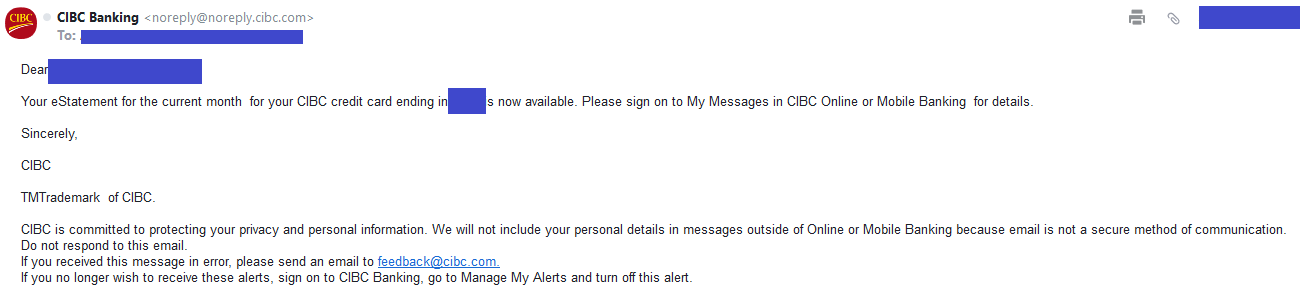 CIBC
CIBC Banking <noreply@noreply.cibc.com>
To:
Dear
Your eStatement for the current month  for your CIBC credit card ending in s now available. Please sign on to My Messages in CIBC Online or Mobile Banking  for details.
Sincerely,
CIBC
TMTrademark  of CIBC.
CIBC is committed to protecting your privacy and personal information. We will not include your personal details in messages outside of Online or Mobile Banking because email is not a secure method of communication.
Do not respond to this email.
If you received this message in error, please send an email to feedback@cibc.com.
If you no longer wish to receive these alerts, sign on to CIBC Banking, go to Manage My Alerts and turn off this alert.